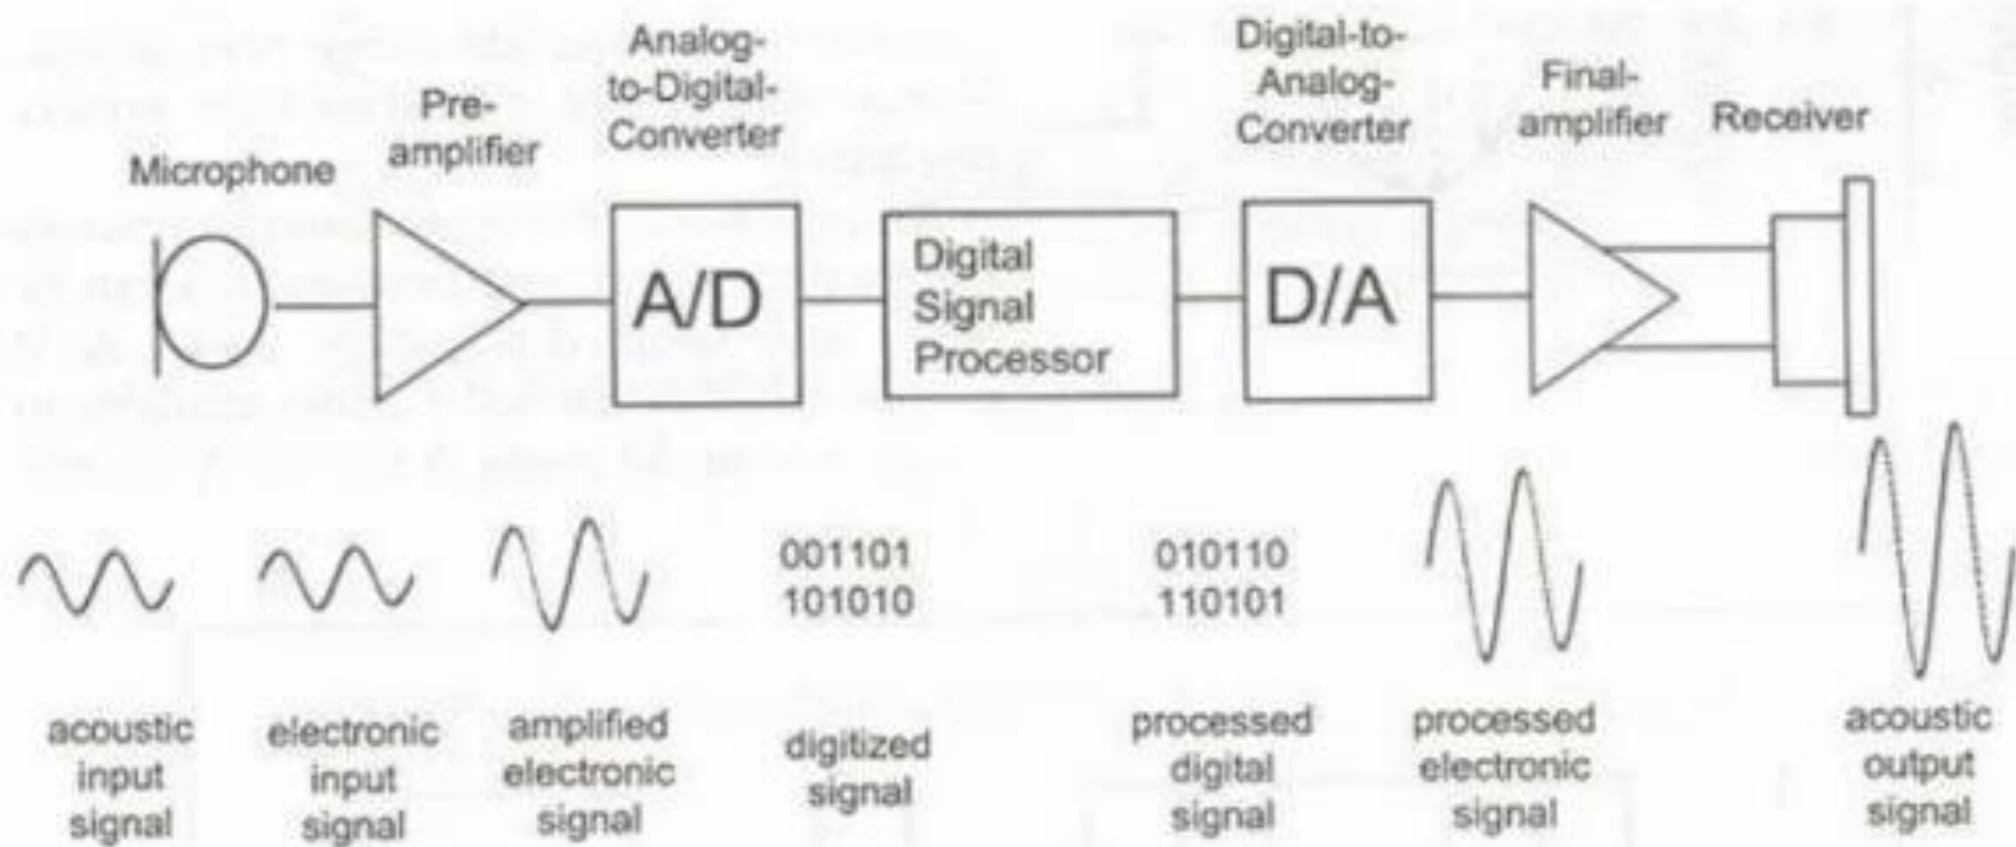 Microphone
Pre-
amplifier
Analog-
to-Digital-
Converter
Digital-to-
Analog-
Converter
Final-
amplifier
Receiver
A/D
Digital
Signal
Processor
D/A
001101
101010
010110
110101
acoustic
input
signal
electronic
input
signal
amplified
electronic
signal
digitized
signal
processed
digital
signal
processed
electronic
signal
acoustic
output
signal